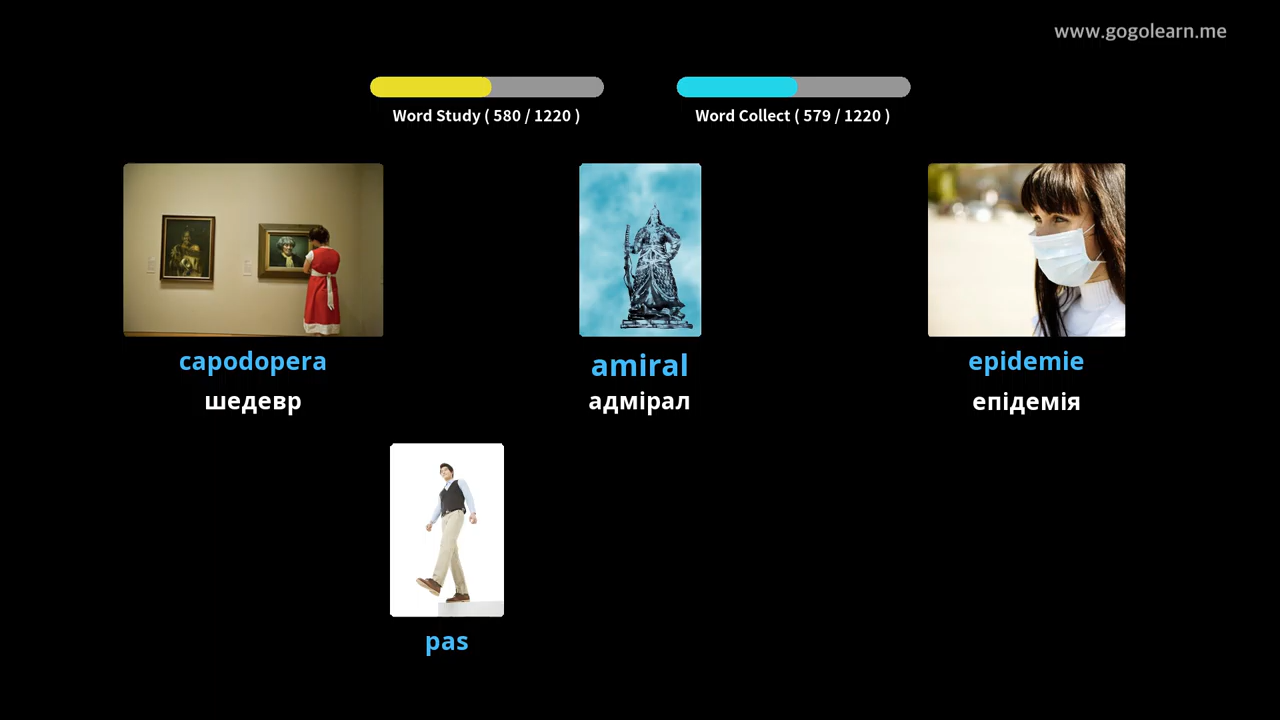 www.gogolearn.me
Word Study ( 580 / 1220 )
Word Collect ( 579 / 1220 )
capodopera
amiral
epidemie
шедевр
адмірал
епідемія
pas